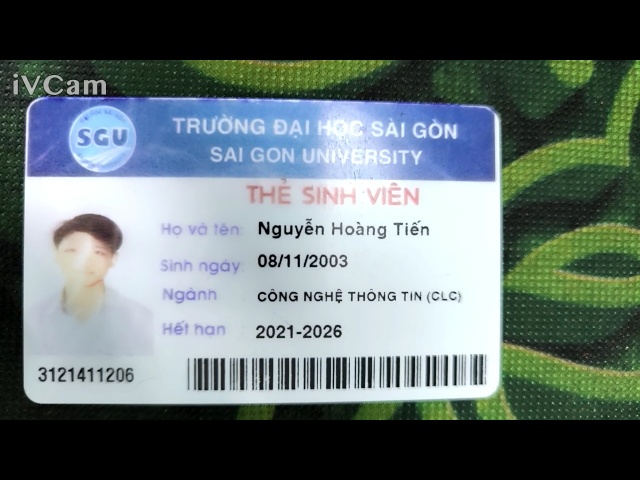 iVCam
SGU
TRƯỜNG ĐẠI HỌC SÀI GÒN
SAI GON UNIVERSITY
THẺ SINH VIÊN
Họ và tên Nguyễn Hoàng Tiến
Sinh ngày 08/11/2003
Ngành CÔNG NGHỆ THÔNG TIN (CLC)
Hết hạn 2021-2026
3121411206